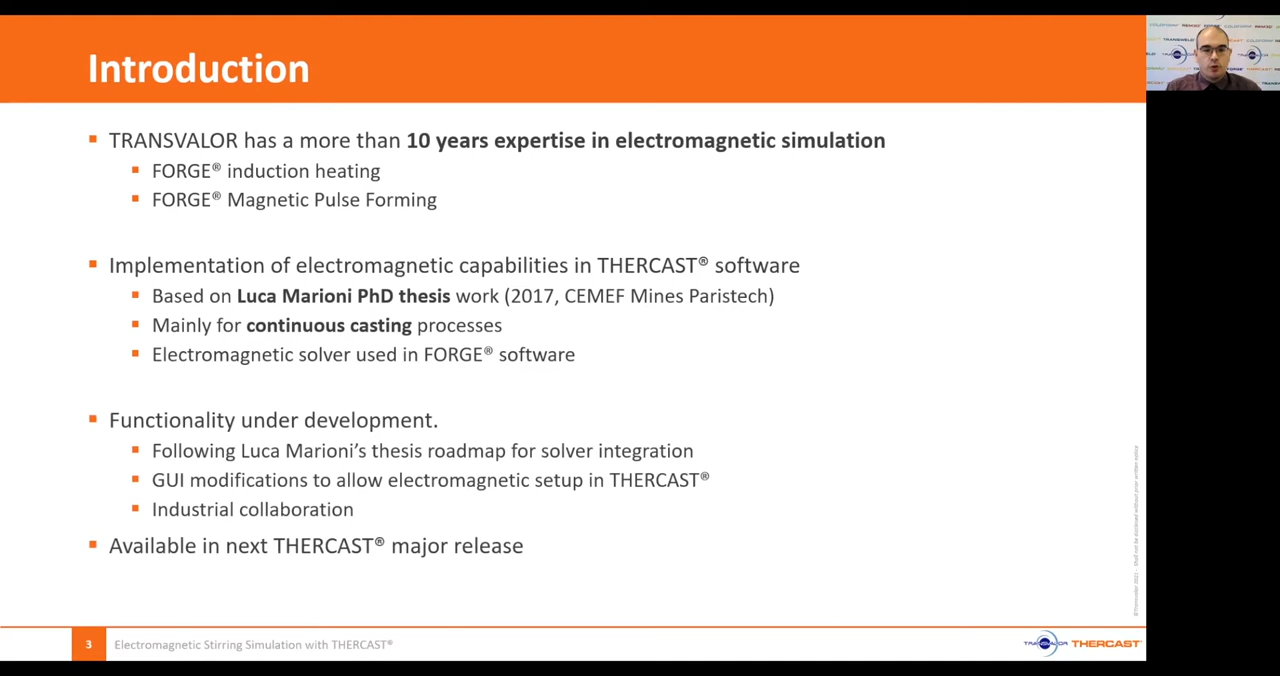 Introduction
TRANSVALOR has a more than 10 years expertise in electromagnetic simulation
FORGE® induction heating
FORGE® Magnetic Pulse Forming
Implementation of electromagnetic capabilities in THERCAST® software
Based on Luca Marioni PhD thesis work (2017, CEMEF Mines Paristech)
Mainly for continuous casting processes
Electromagnetic solver used in FORGE® software
Functionality under development.
Following Luca Marioni’s thesis roadmap for solver integration
GUI modifications to allow electromagnetic setup in THERCAST®
Industrial collaboration
Available in next THERCAST® major release
3
Electromagnetic Stirring Simulation with THERCAST®
TRANSVALOR THERCAST®